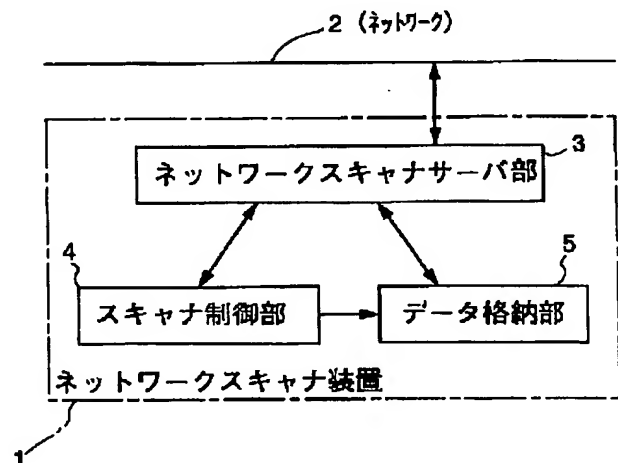 2 (ネットワーク)
3
ネットワークスキャナサーバ部
4
スキャナ制御部
5
データ格納部
ネットワークスキャナ装置
1